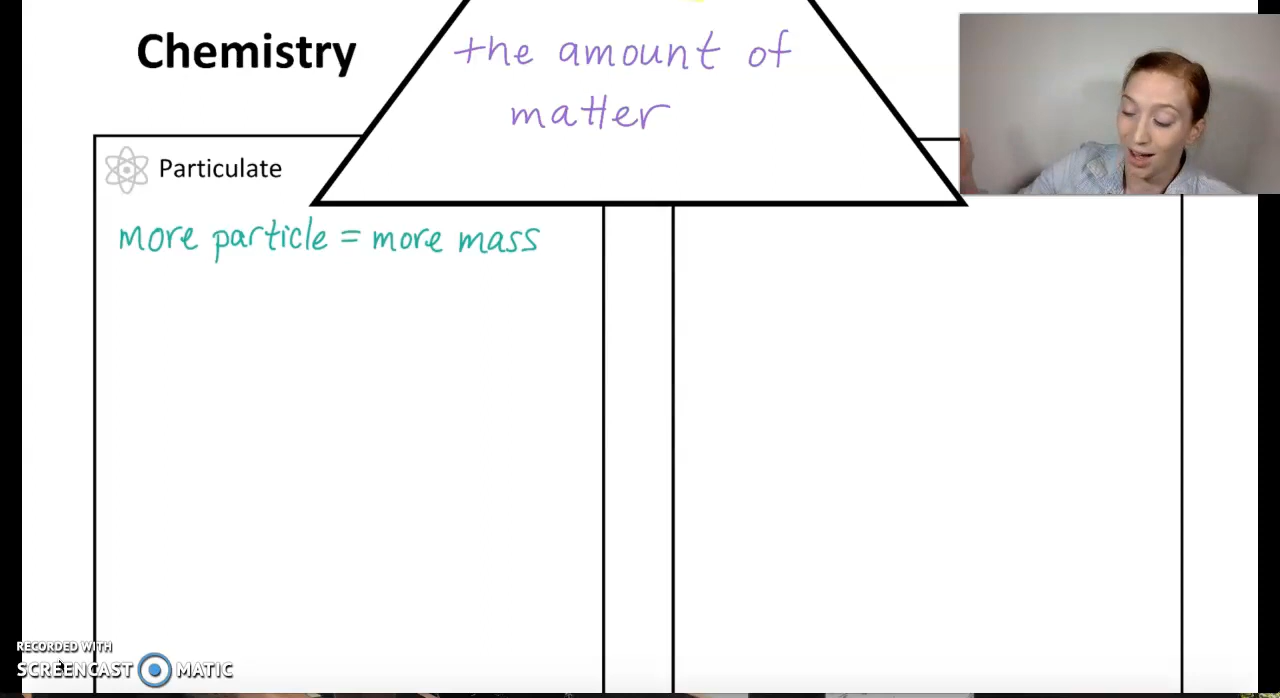 Chemistry
the amount of
matter
Particulate
more particle = more mass
RECORDED WITH
SCREENCAST MATIC